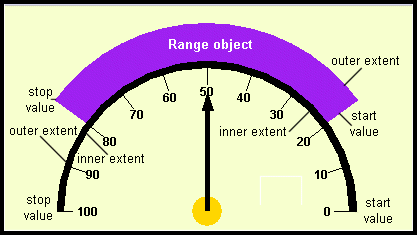 Range object
outer extent
stop
value
50
60
40
70
30
start
value
outer extent
80
inner extent
20
inner extent
90
10
stop
value
100
0
start
value